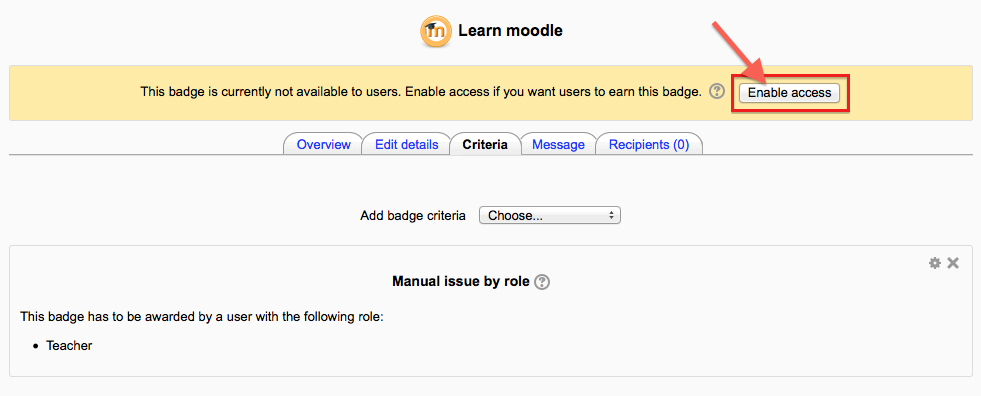 Learn moodle
This badge is currently not available to users. Enable access if you want users to earn this badge. ? Enable access
Overview Edit details Criteria Message Recipients (0)
Add badge criteria Choose...
Manual issue by role ?
This badge has to be awarded by a user with the following role:
• Teacher